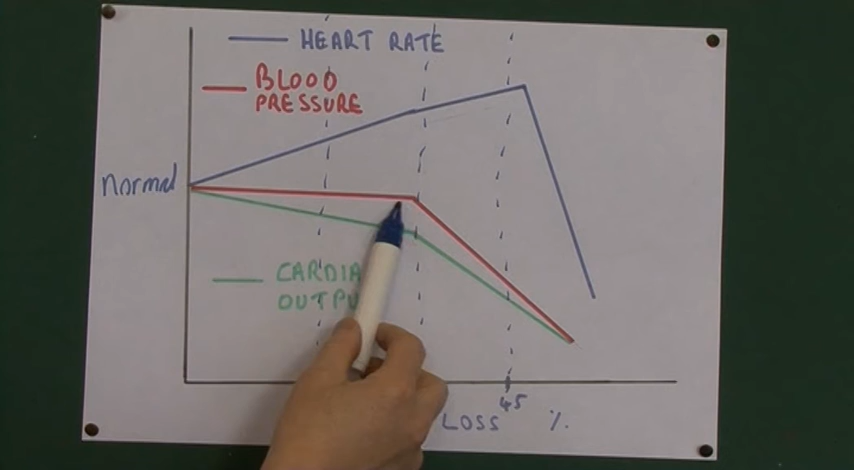 HEART RATE
BLOOD
PRESSURE
Normal
CARDIA
OUTPU
45
LOSS %.